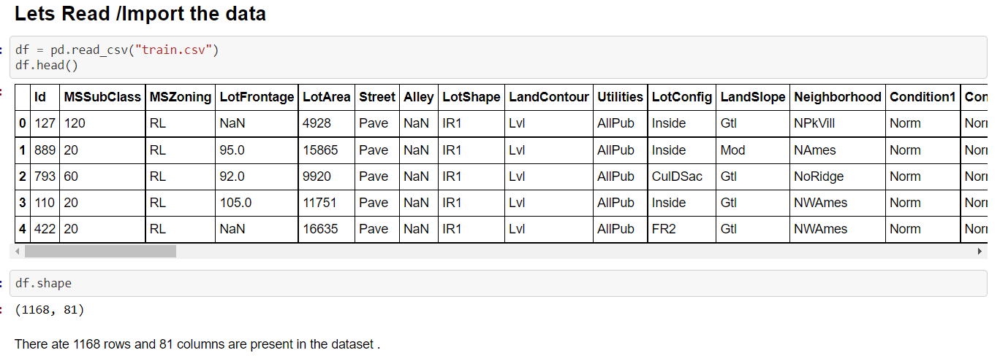 Lets Read /Import the data
df = pd.read_csv("train.csv")
df.head()
Id MSSubClass MSZoning LotFrontage LotArea Street Alley LotShape LandContour Utilities LotConfig LandSlope Neighborhood Condition1 Con
0 127 120 RL NaN 4928 Pave NaN IR1 Lvl AllPub Inside Gtl NPkVill Norm Nor
1 889 20 RL 95.0 15865 Pave NaN IR1 Lvl AllPub Inside Mod NAmes Norm Nor
2 793 60 RL 92.0 9920 Pave NaN IR1 Lvl AllPub CulDSac Gtl NoRidge Norm Nor
3 110 20 RL 105.0 11751 Pave NaN IR1 Lvl AllPub Inside Gtl NWAmes Norm Nor
4 422 20 RL NaN 16635 Pave NaN IR1 Lvl AllPub FR2 Gtl NWAmes Norm Nor
df.shape
(1168, 81)
There ate 1168 rows and 81 columns are present in the dataset .